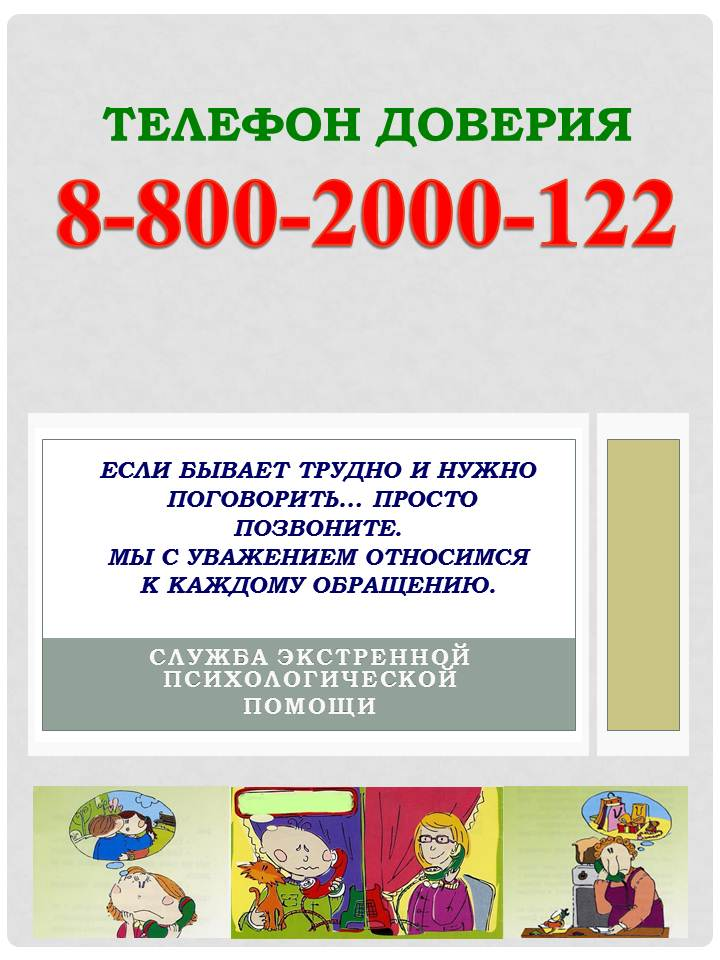 ТЕЛЕФОН ДОВЕРИЯ
8-800-2000-122
ЕСЛИ БЫВАЕТ ТРУДНО И НУЖНО
ПОГОВОРИТЬ... ПРОСТО
ПОЗВОНИТЕ.
МЫ С УВАЖЕНИЕМ ОТНОСИМСЯ
К КАЖДОМУ ОБРАЩЕНИЮ.
СЛУЖБА ЭКСТРЕННОЙ
ПСИХОЛОГИЧЕСКОЙ
ПОМОЩИ